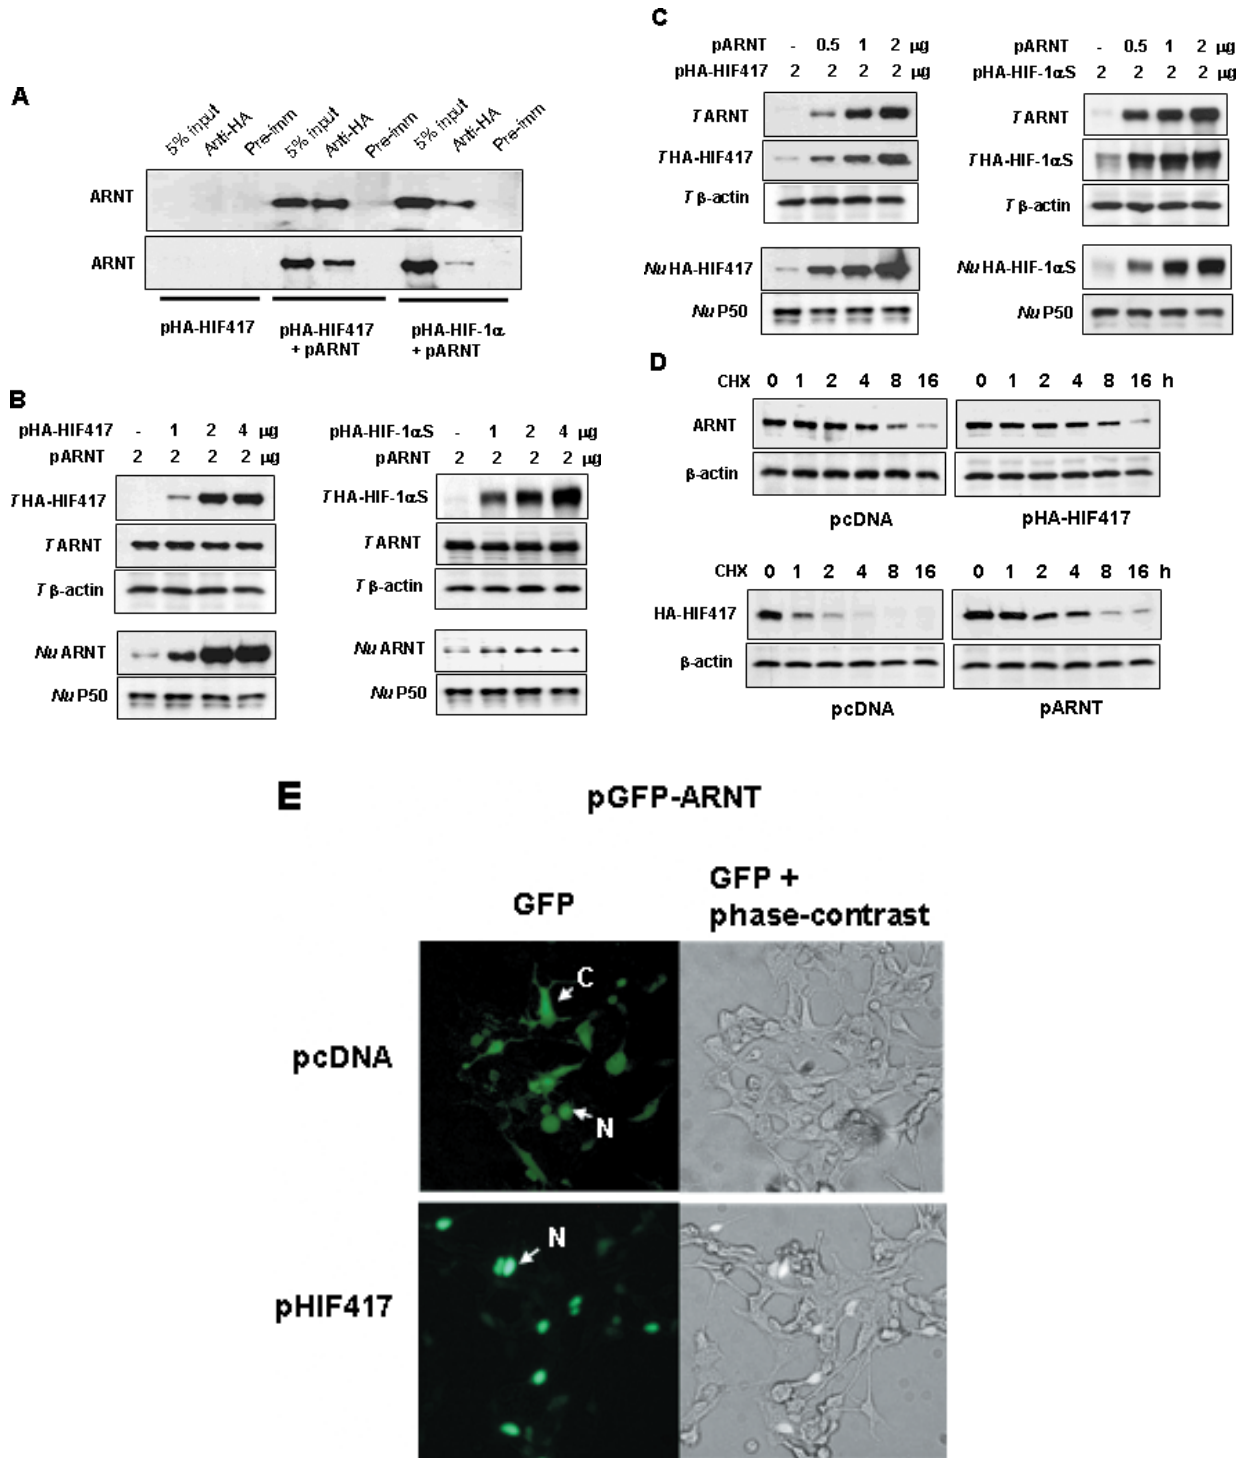 A
5% input Anti-HA Pre-imm 5% input Anti-HA Pre-imm 5% input Anti-HA Pre-imm
ARNT
ARNT
pHA-HIF417 pHA-HIF417 + pARNT pHA-HIF-1α + pARNT
B
pHA-HIF417 - 1 2 4 µg
pARNT 2 2 2 2 µg
T HA-HIF417
T ARNT
T β-actin
Nu ARNT
Nu P50
pHA-HIF-1αS - 1 2 4 µg
pARNT 2 2 2 2 µg
T HA-HIF-1αS
T ARNT
T β-actin
Nu ARNT
Nu P50
C
pARNT - 0.5 1 2 µg
pHA-HIF417 2 2 2 2 µg
T ARNT
T HA-HIF417
T β-actin
Nu HA-HIF417
Nu P50
pARNT - 0.5 1 2 µg
pHA-HIF-1αS 2 2 2 2 µg
T ARNT
T HA-HIF-1αS
T β-actin
Nu HA-HIF-1αS
Nu P50
D
CHX 0 1 2 4 8 16 0 1 2 4 8 16 h
ARNT
β-actin
pcDNA pHA-HIF417
CHX 0 1 2 4 8 16 0 1 2 4 8 16 h
HA-HIF417
β-actin
pcDNA pARNT
E
pGFP-ARNT
GFP
GFP +
phase-contrast
pcDNA
C
N
pHIF417
N